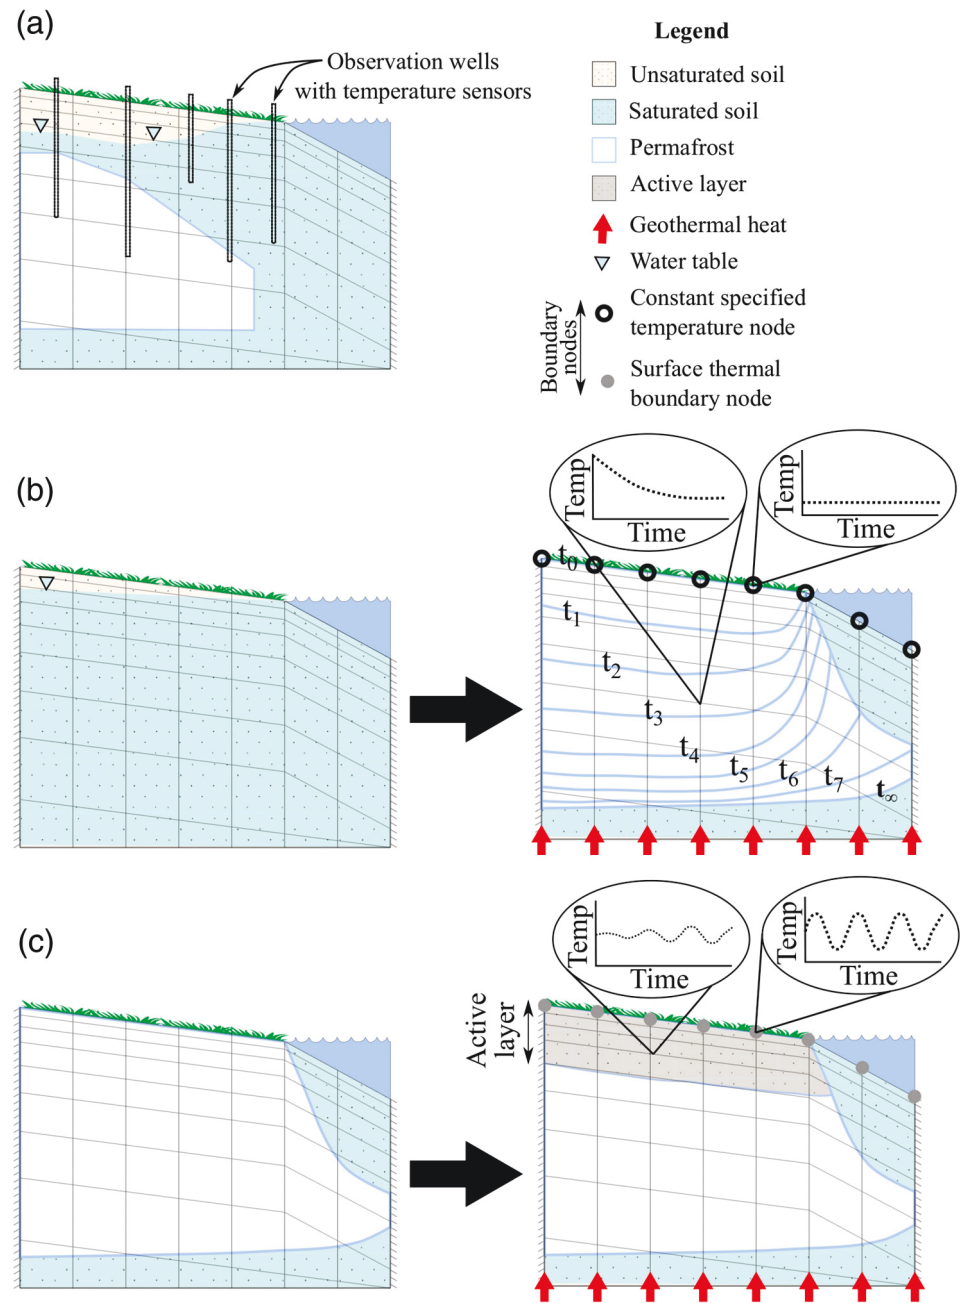 (a)
Observation wells
with temperature sensors
Legend
Unsaturated soil
Saturated soil
Permafrost
Active layer
Geothermal heat
Water table
Boundary
nodes
Constant specified
temperature node
Surface thermal
boundary node
(b)
Temp
Time
Temp
Time
t0
t1
t2
t3
t4
t5
t6
t7
t∞
(c)
Temp
Time
Temp
Time
Active
layer